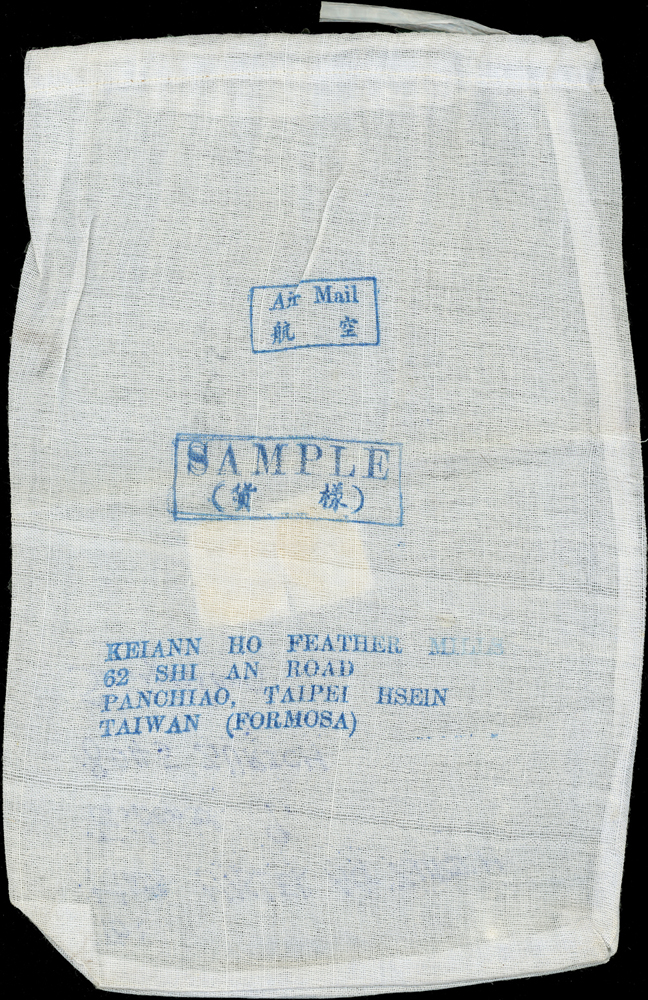 Air Mail
航 空
SAMPLE
(貨 樣)
KEIANN HO FEATHER MILLS
62 SHI AN ROAD
PANCHIAO, TAIPEI HSEIN
TAIWAN (FORMOSA)